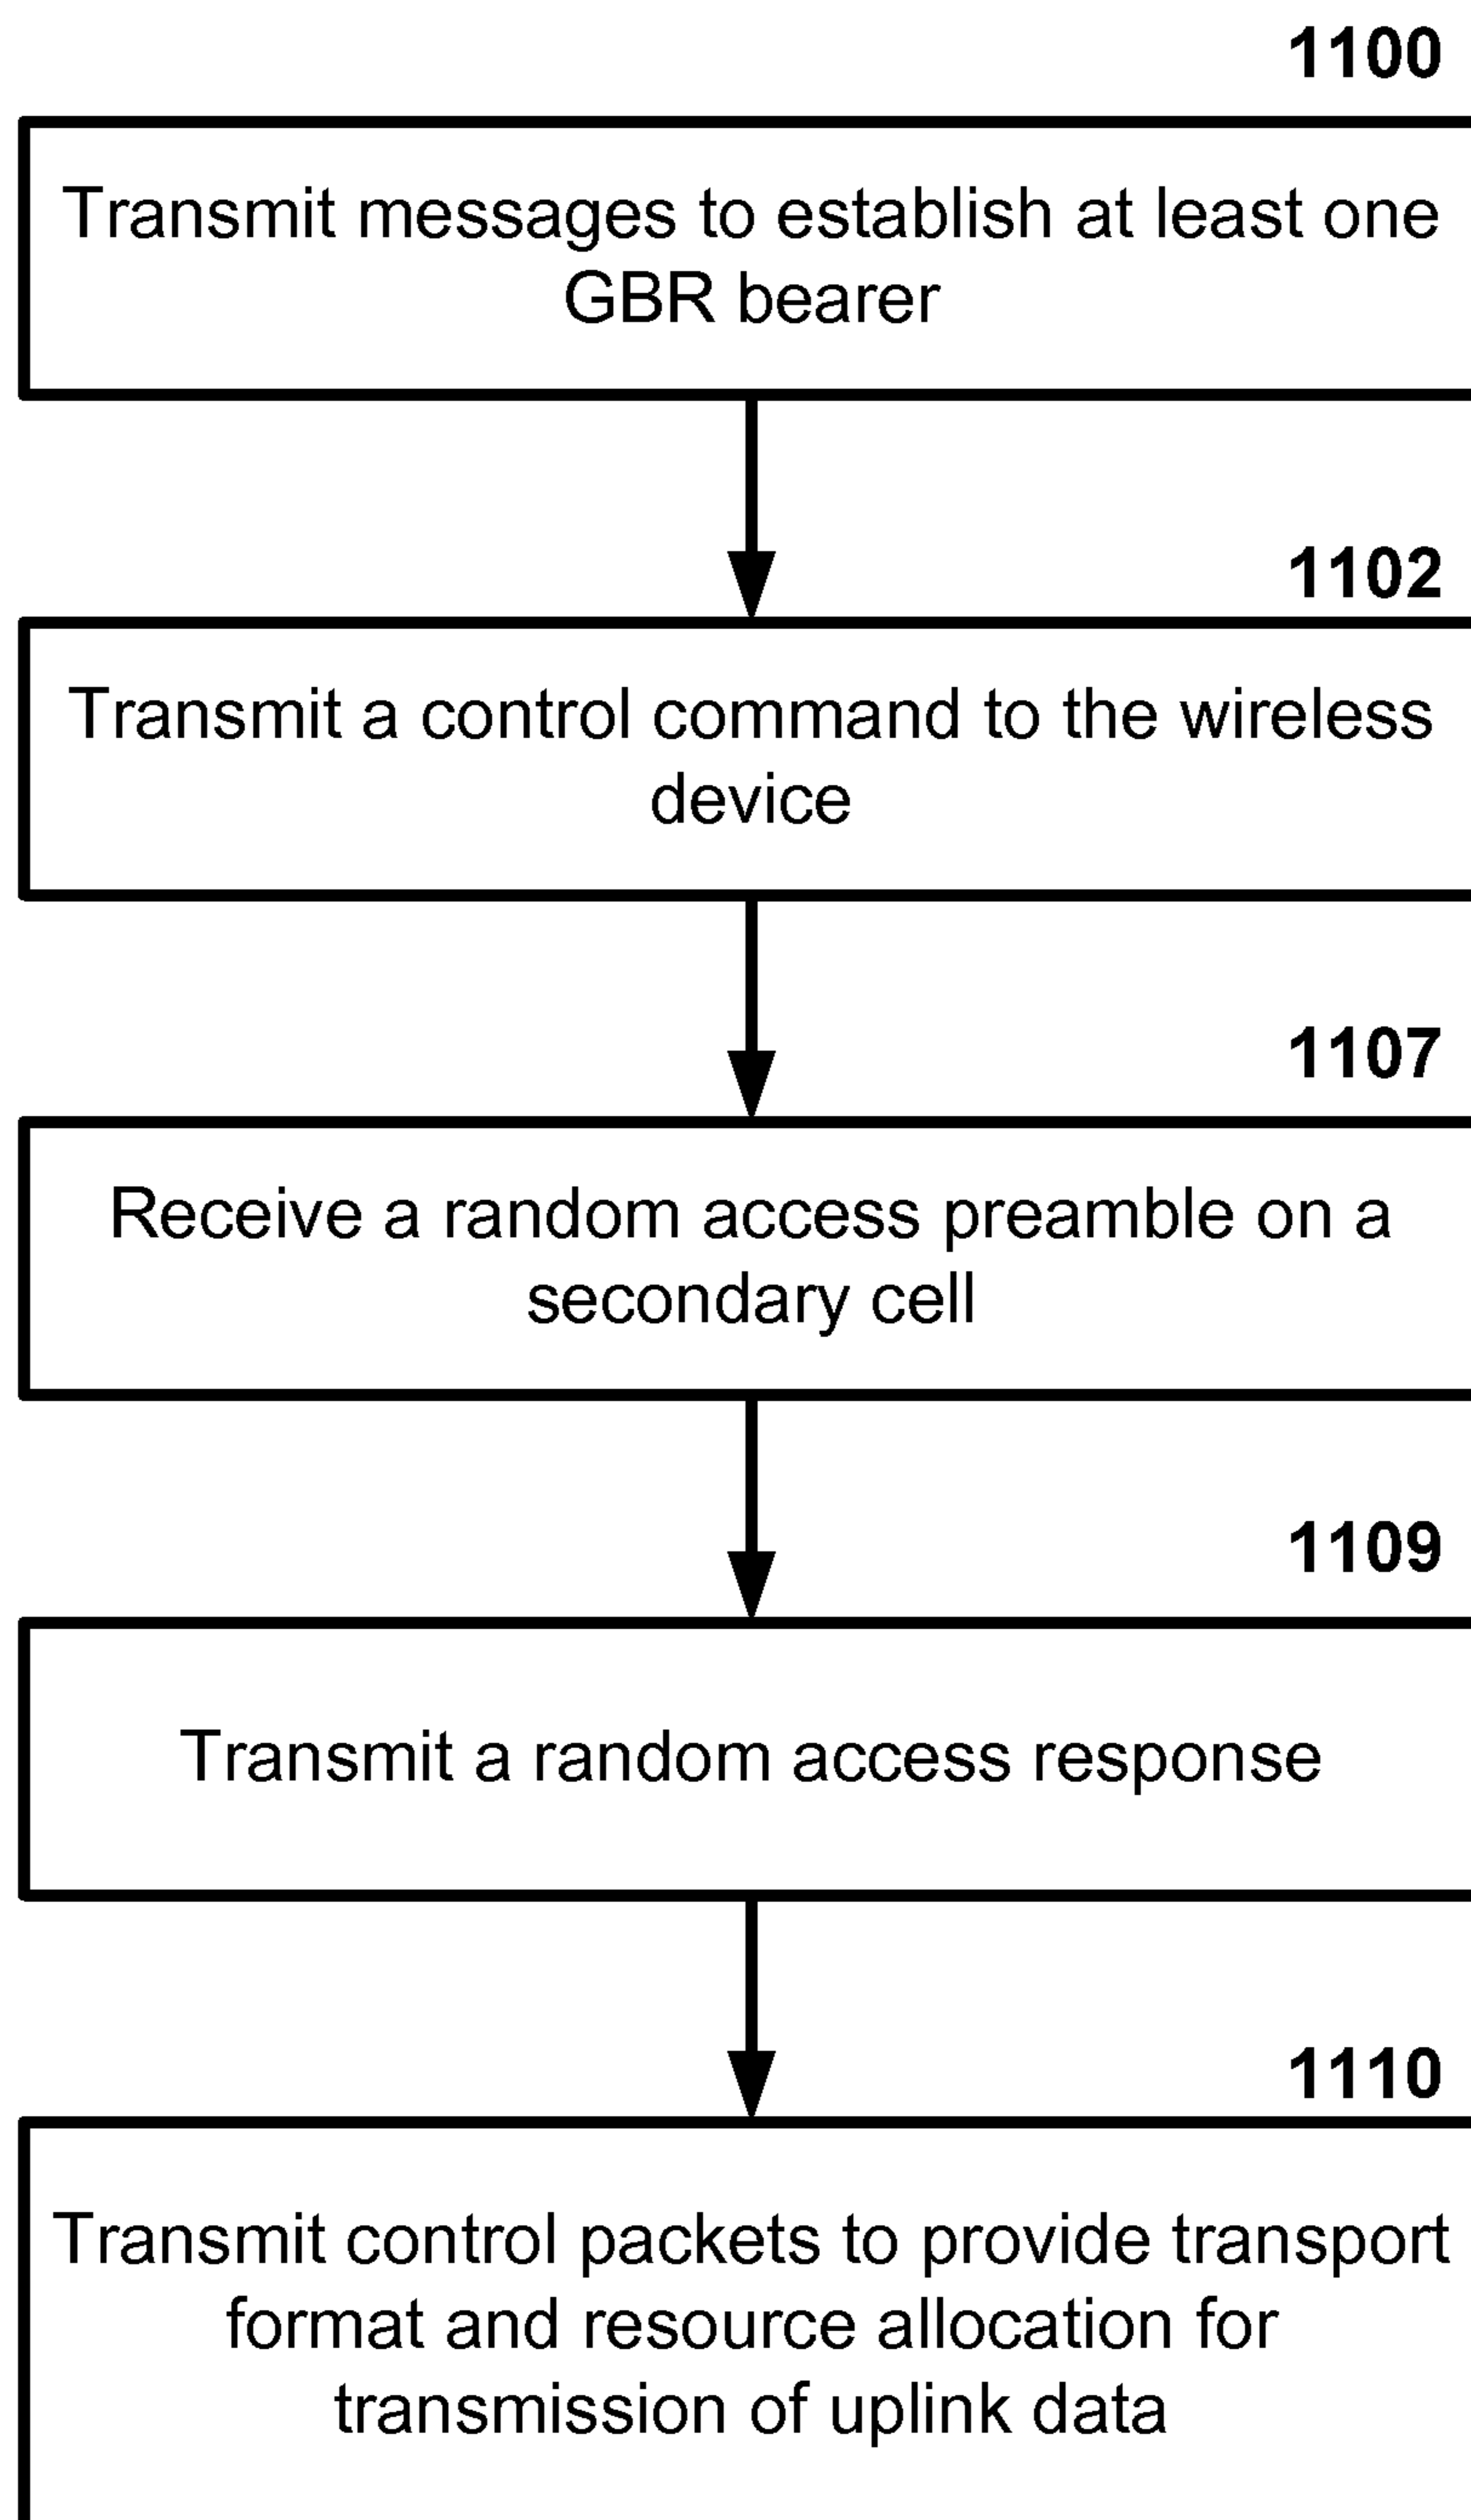 1100
Transmit messages to establish at least one
GBR bearer
1102
Transmit a control command to the wireless
device
1107
Receive a random access preamble on a
secondary cell
1109
Transmit a random access response
1110
Transmit control packets to provide transport
format and resource allocation for
transmission of uplink data